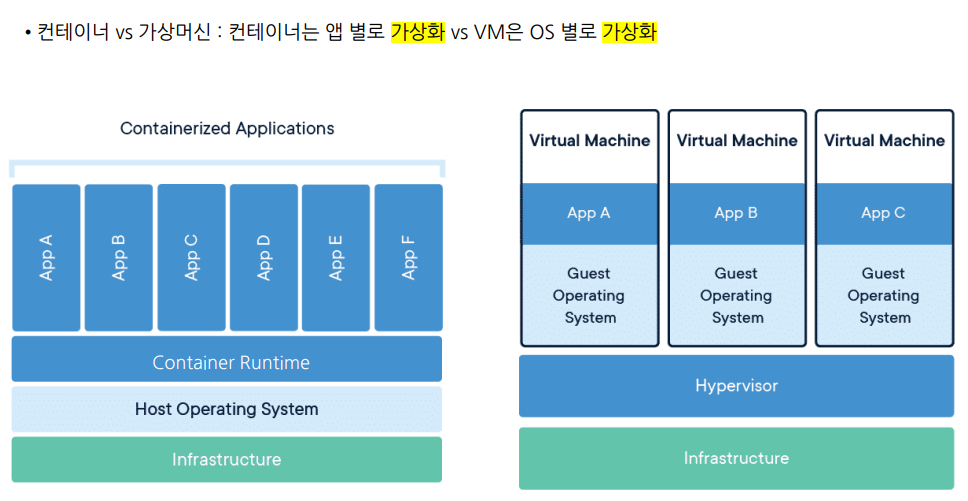 • 컨테이너 vs 가상머신 : 컨테이너는 앱 별로 가상화 vs VM은 OS 별로 가상화
Containerized Applications
App A
App B
App C
App D
App E
App F
Container Runtime
Host Operating System
Infrastructure
Virtual Machine
App A
Guest
Operating
System
Virtual Machine
App B
Guest
Operating
System
Virtual Machine
App C
Guest
Operating
System
Hypervisor
Infrastructure